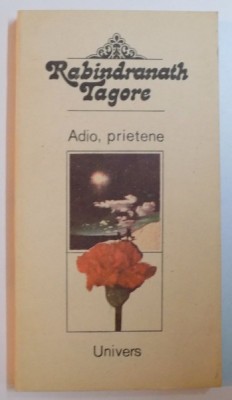 Rabindranath
Tagore
Adio, prietene
Univers